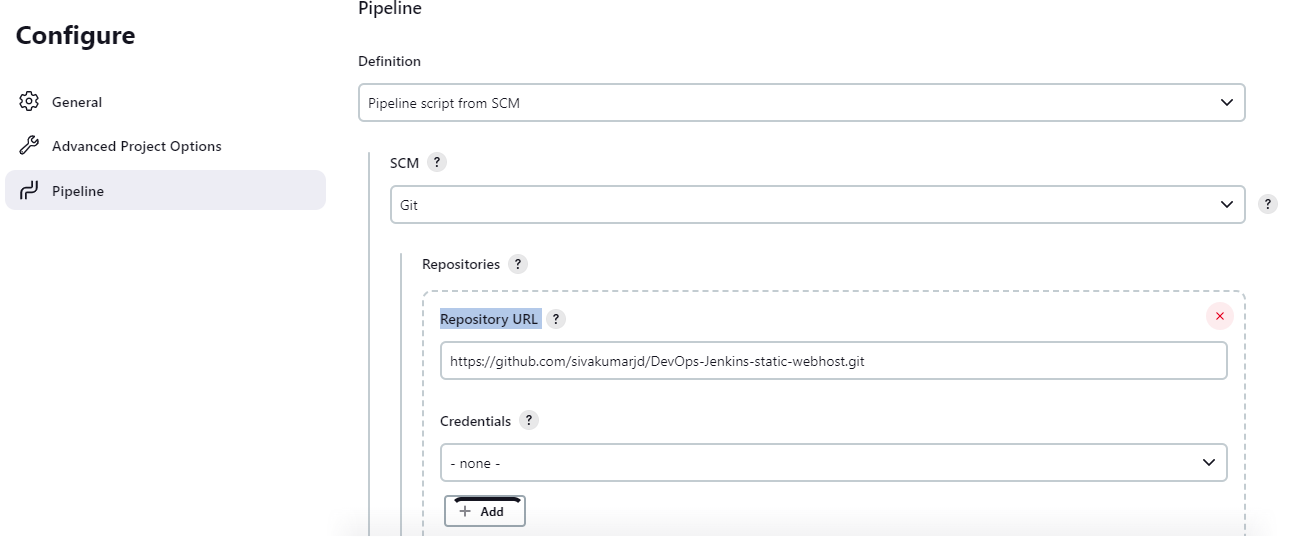 Configure
General
Advanced Project Options
Pipeline
Pipeline
Definition
Pipeline script from SCM
SCM ?
Git
?
Repositories ?
Repository URL ?
https://github.com/sivakumarjd/DevOps-Jenkins-static-webhost.git
Credentials ?
- none -
+ Add